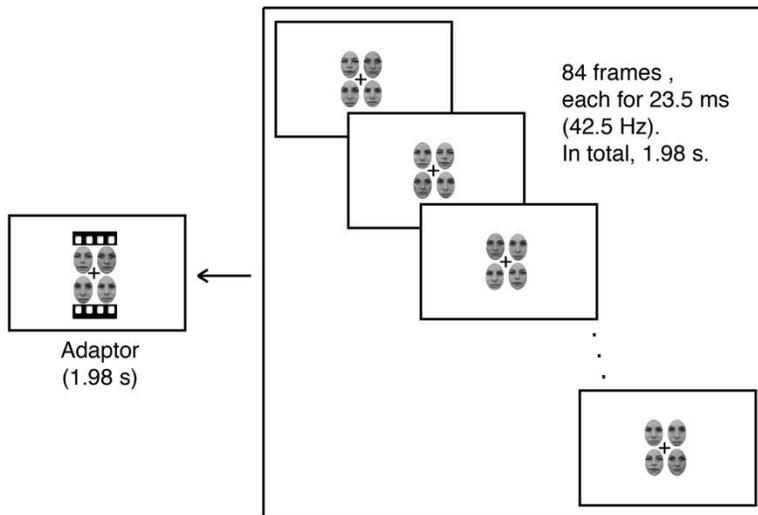 84 frames ,
each for 23.5 ms
(42.5 Hz).
In total, 1.98 s.
Adaptor
(1.98 s)